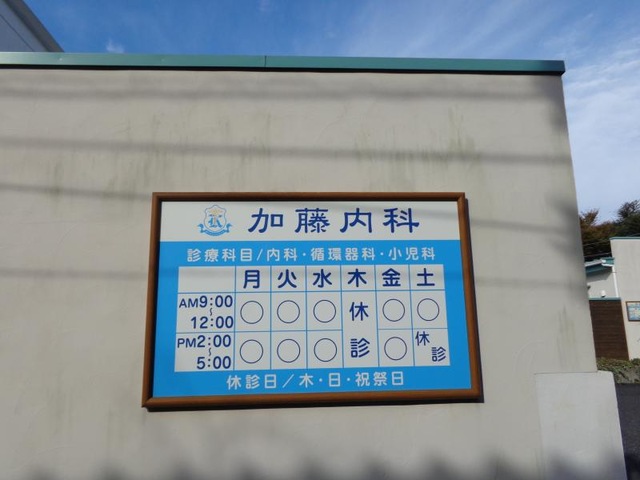 加藤内科
診療科目/内科・循環器科・小児科
月 火 水 木 金 土
AM9:00〜12:00 ○ ○ ○ 休診 ○ ○
PM2:00〜5:00 ○ ○ ○ ○ 休診
休診日/木・日・祝祭日